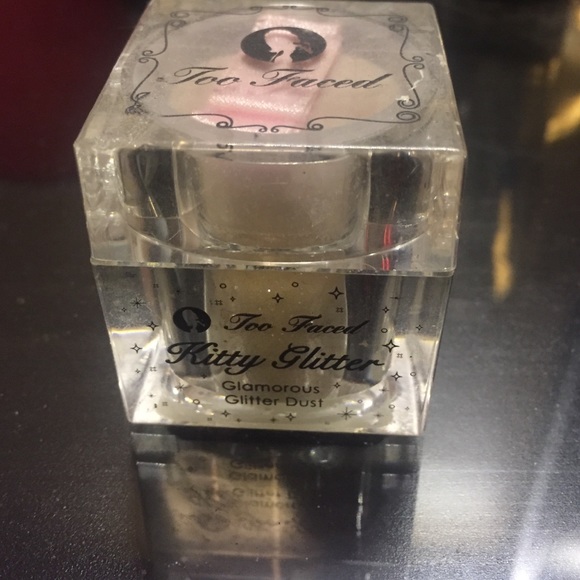 Too Faced
Too Faced
Kitty Glitter
Glamorous
Glitter Dust